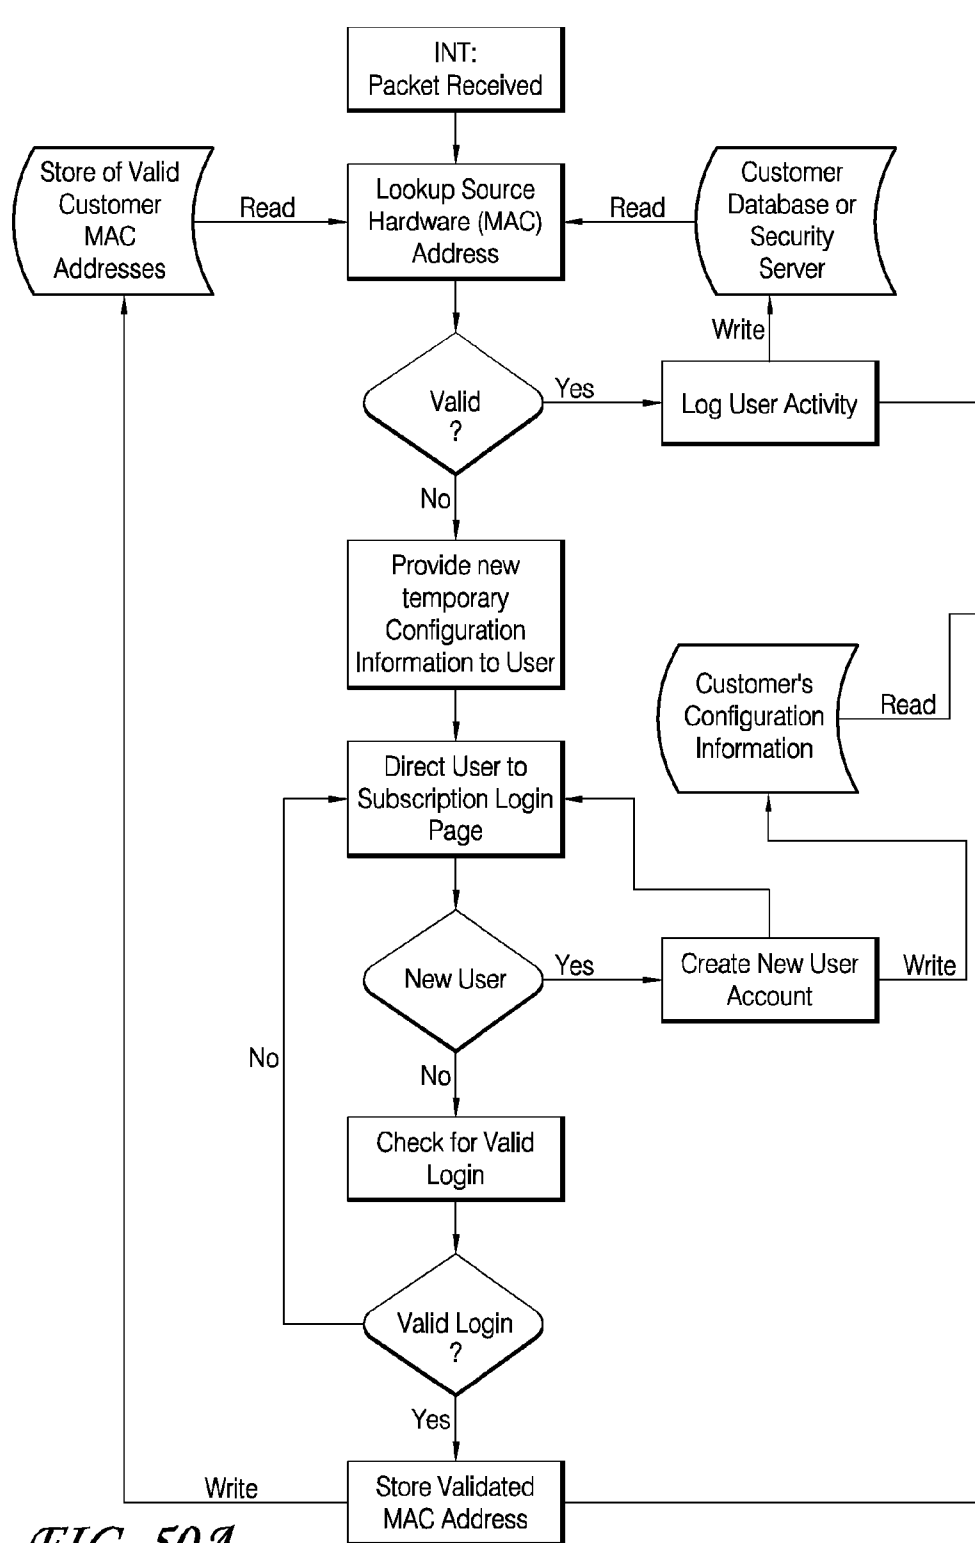 INT:
Packet Received
Store of Valid
Customer
MAC
Addresses
Read
Lookup Source
Hardware (MAC)
Address
Read
Customer
Database or
Security
Server
Write
Valid
?
Yes
Log User Activity
No
Provide new
temporary
Configuration
Information to User
Customer's
Configuration
Information
Read
Direct User to
Subscription Login
Page
New User
Yes
Create New User
Account
Write
No
No
Check for Valid
Login
Valid Login
?
Yes
Write
Store Validated
MAC Address
FIG. 50A